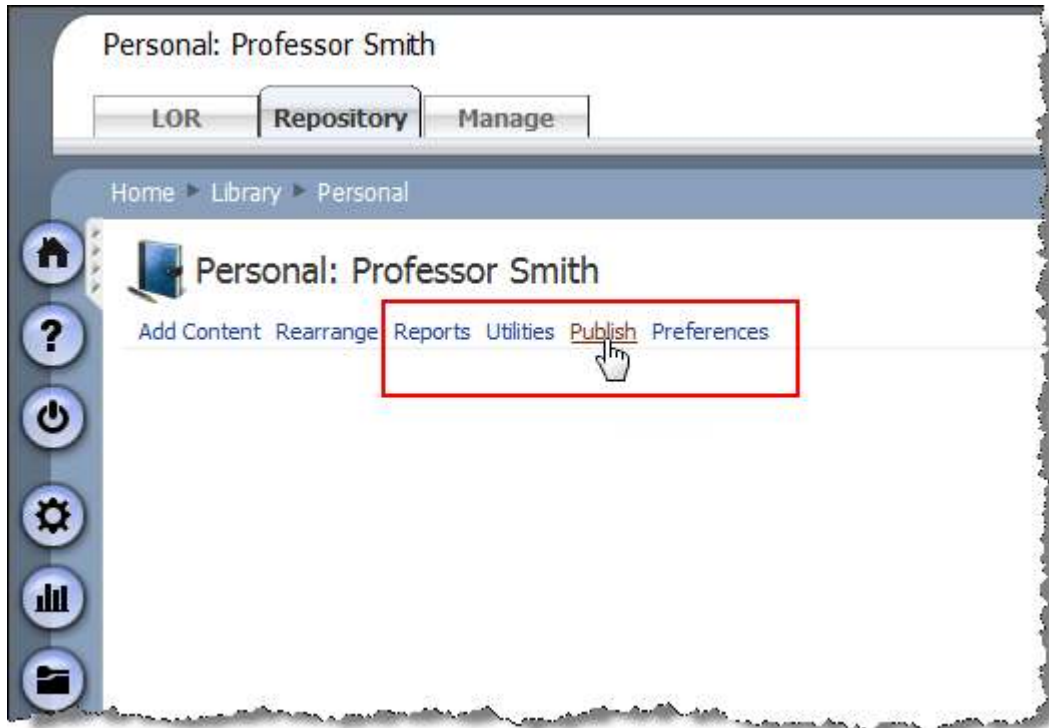 Personal: Professor Smith
LOR Repository Manage
Home Library Personal
Personal: Professor Smith
Add Content Rearrange Reports Utilities Publish Preferences
?